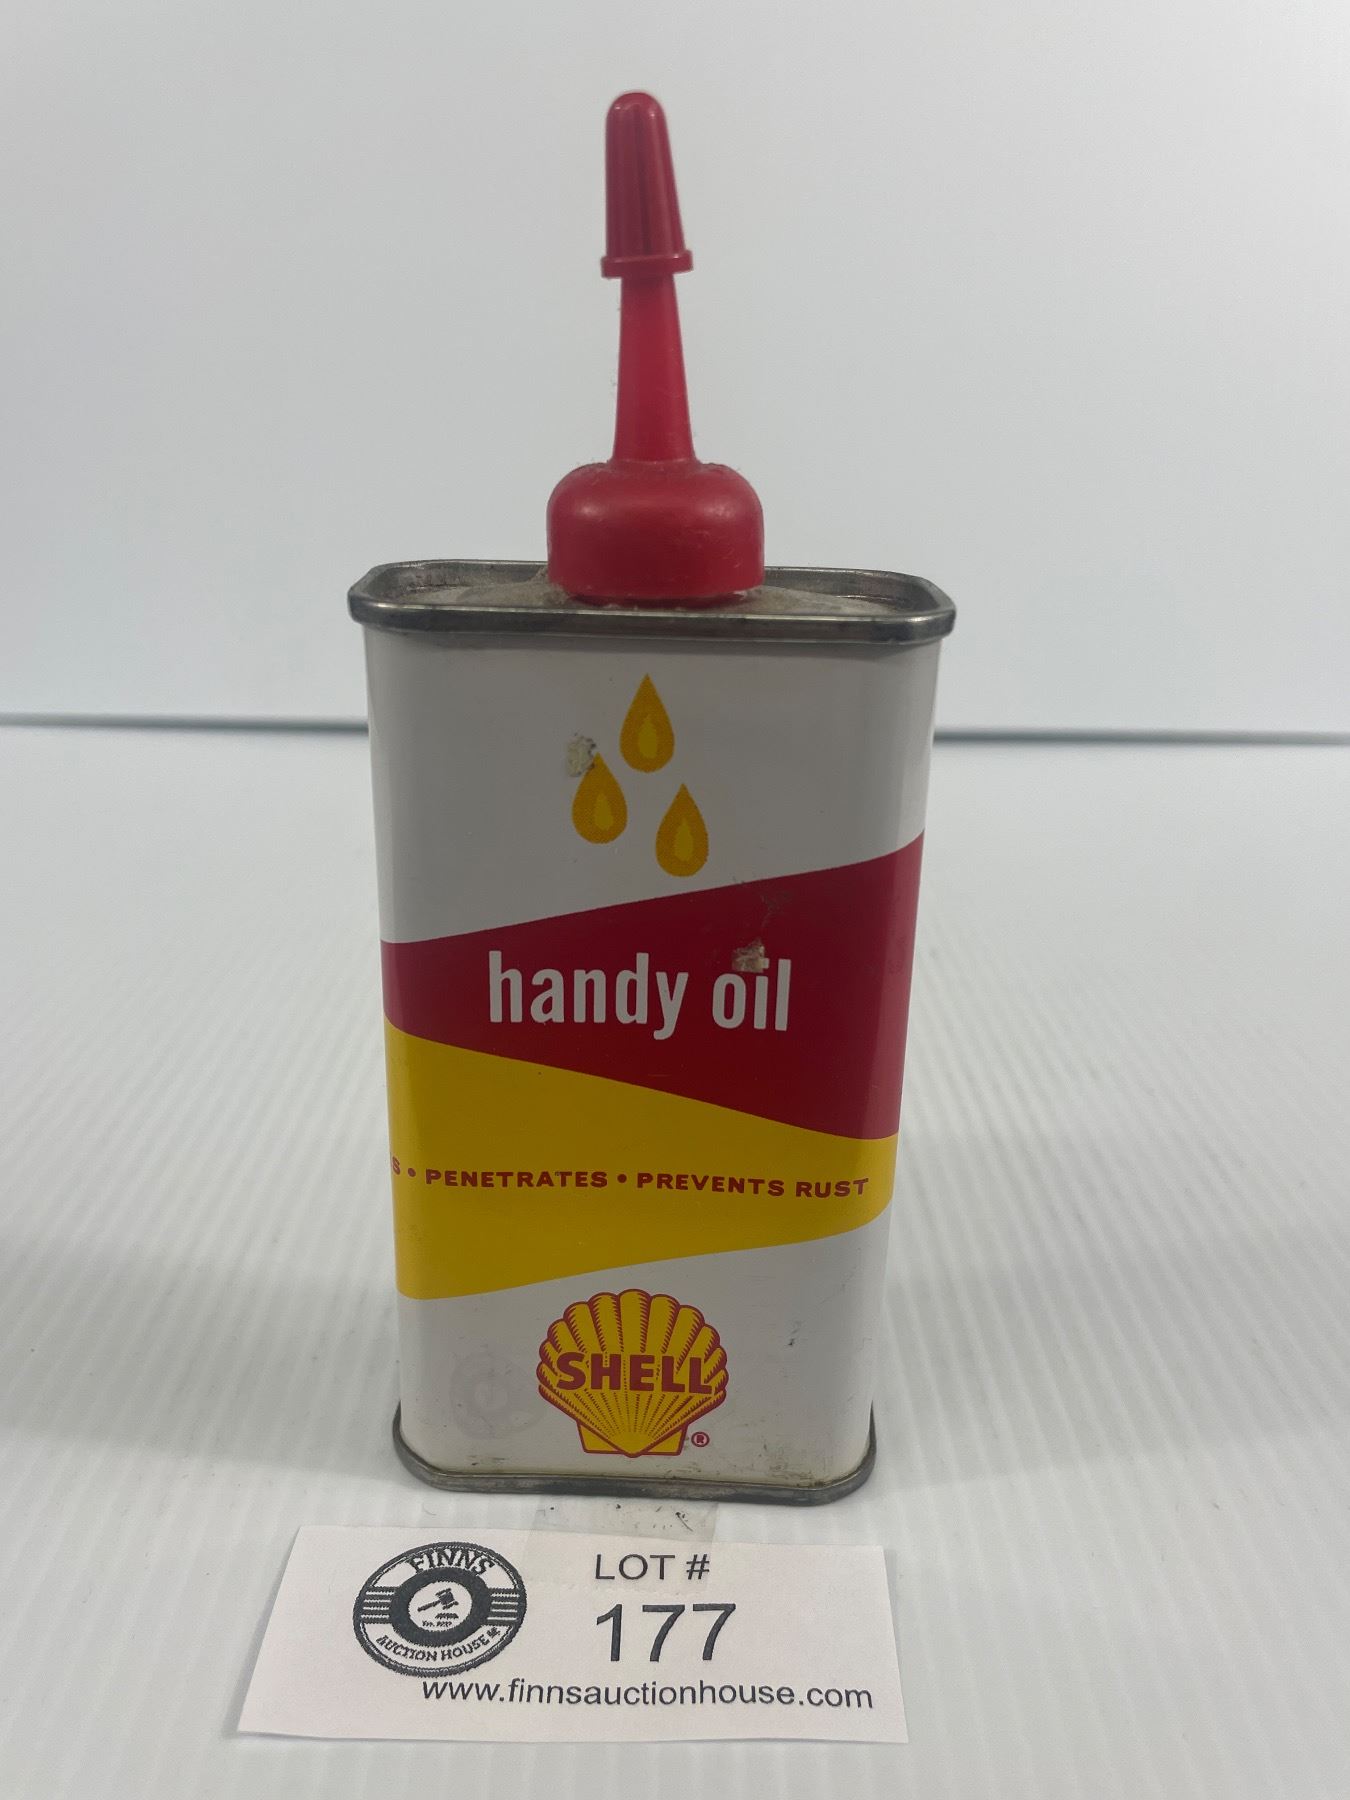 handy oil
S • PENETRATES • PREVENTS RUST
SHELL
®
FINNS
AUCTION HOUSE
LOT #
177
www.finnsauctionhouse.com